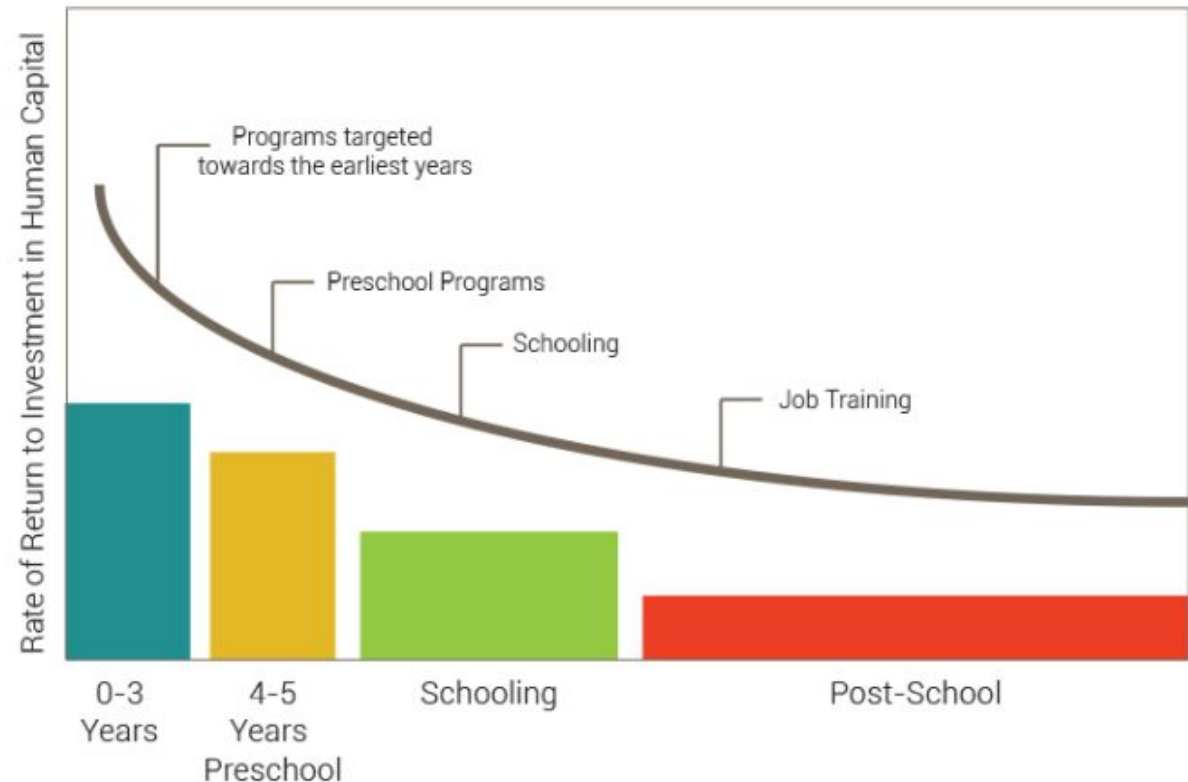 Rate of Return to Investment in Human Capital
Programs targeted
towards the earliest years
Preschool Programs
Schooling
Job Training
0-3
Years
4-5
Years
Preschool
Schooling
Post-School